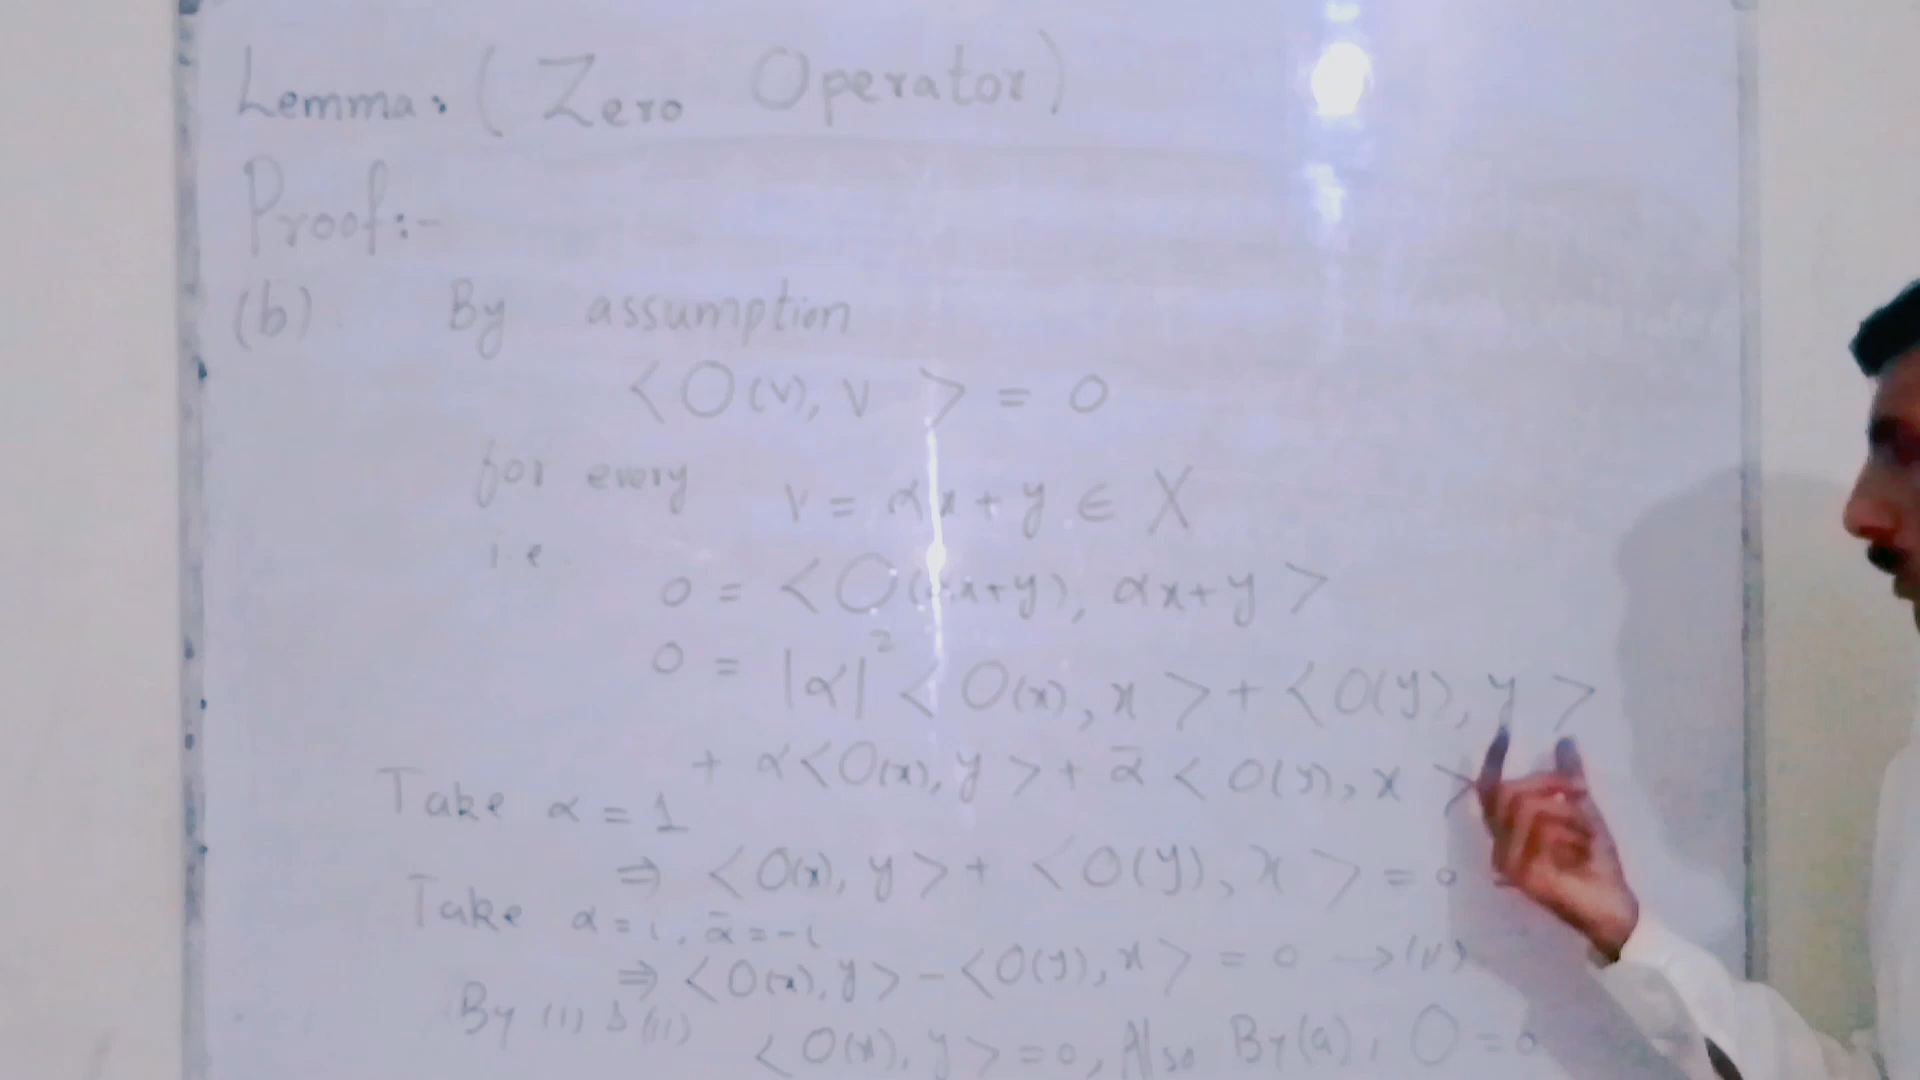 Lemma: (Zero Operator)
Proof:-
(b) By assumption
<O(v), v> = 0
for every v = αx + y ∈ X
i.e
0 = <O(αx+y), αx+y>
0 = |α|² <O(x), x> + <O(y), y>
+ α<O(x), y> + ᾱ <O(y), x>
Take α = 1
⇒ <O(x), y> + <O(y), x> = 0
Take α = i, ᾱ = -i
⇒ <O(x), y> - <O(y), x> = 0 → (ii)
By (i) & (ii)
<O(x), y> = 0, Also By (a), O = 0